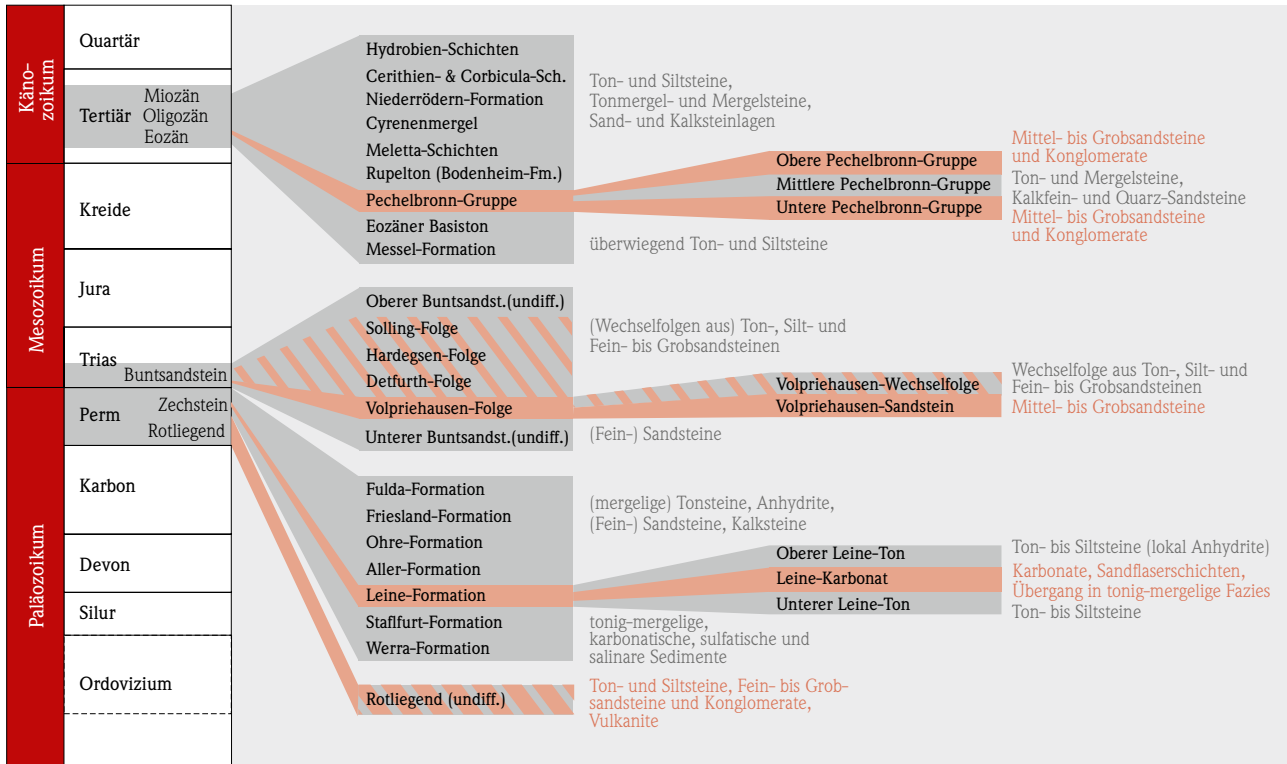 Käno-
zoikum
Mesozoikum
Paläozoikum
Quartär
Tertiär
Miozän
Oligozän
Eozän
Kreide
Jura
Trias
Buntsandstein
Perm
Zechstein
Rotliegend
Karbon
Devon
Silur
Ordovizium
Hydrobien-Schichten
Cerithien- & Corbicula-Sch.
Niederrödern-Formation
Cyrenenmergel
Meletta-Schichten
Rupelton (Bodenheim-Fm.)
Pechelbronn-Gruppe
Eozäner Basiston
Messel-Formation
Ton- und Siltsteine,
Tonmergel- und Mergelsteine,
Sand- und Kalksteinlagen
überwiegend Ton- und Siltsteine
Obere Pechelbronn-Gruppe
Mittlere Pechelbronn-Gruppe
Untere Pechelbronn-Gruppe
Mittel- bis Grobsandsteine
und Konglomerate
Ton- und Mergelsteine,
Kalkfein- und Quarz-Sandsteine
Mittel- bis Grobsandsteine
und Konglomerate
Oberer Buntsandst.(undiff.)
Solling-Folge
Hardegsen-Folge
Detfurth-Folge
Volpriehausen-Folge
Unterer Buntsandst.(undiff.)
(Wechselfolgen aus) Ton-, Silt- und
Fein- bis Grobsandsteinen
(Fein-) Sandsteine
Volpriehausen-Wechselfolge
Volpriehausen-Sandstein
Wechselfolge aus Ton-, Silt- und
Fein- bis Grobsandsteinen
Mittel- bis Grobsandsteine
Fulda-Formation
Friesland-Formation
Ohre-Formation
Aller-Formation
Leine-Formation
Staflfurt-Formation
Werra-Formation
(mergelige) Tonsteine, Anhydrite,
(Fein-) Sandsteine, Kalksteine
tonig-mergelige,
karbonatische, sulfatische und
salinare Sedimente
Oberer Leine-Ton
Leine-Karbonat
Unterer Leine-Ton
Ton- bis Siltsteine (lokal Anhydrite)
Karbonate, Sandflaserschichten,
Übergang in tonig-mergelige Fazies
Ton- bis Siltsteine
Rotliegend (undiff.)
Ton- und Siltsteine, Fein- bis Grob-
sandsteine und Konglomerate,
Vulkanite